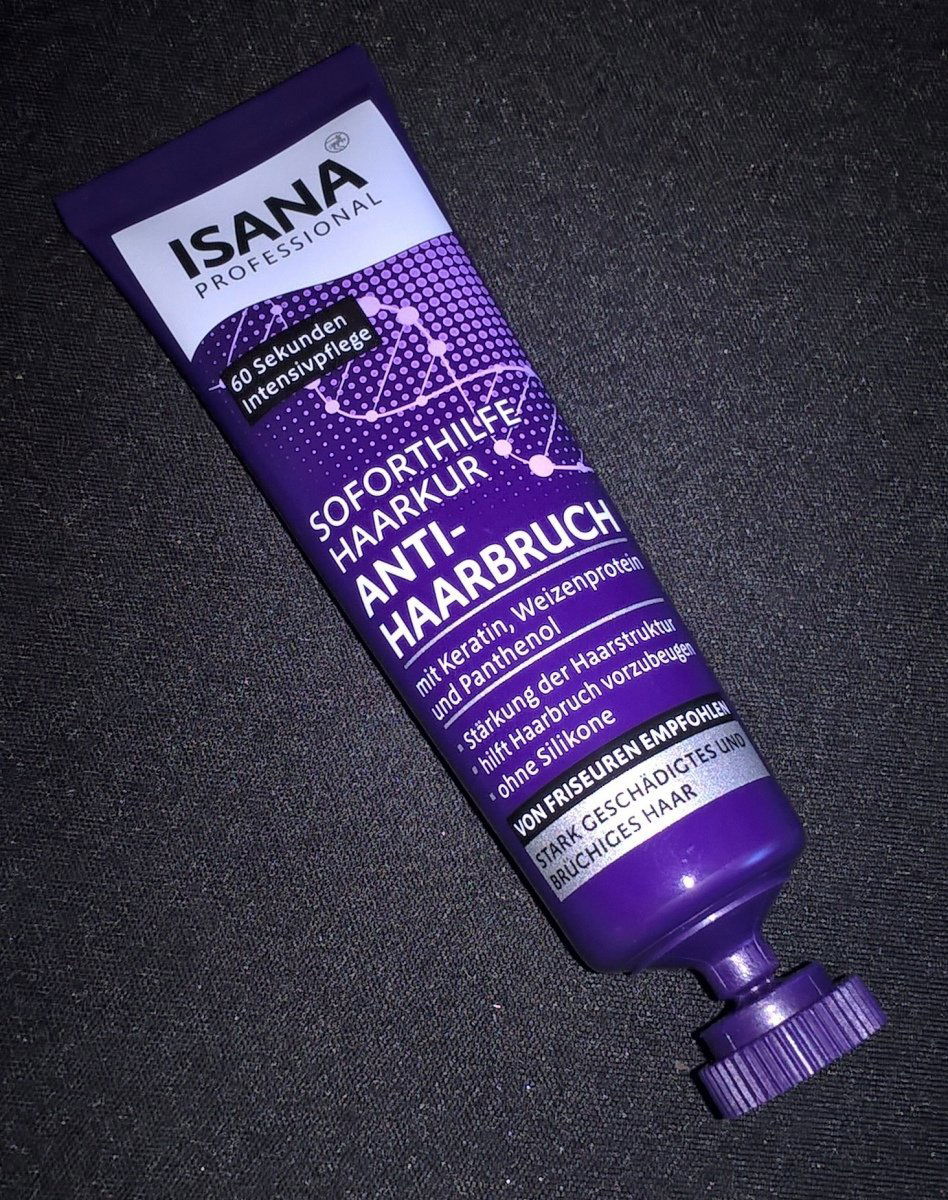 ISANA
PROFESSIONAL
60 Sekunden
Intensivpflege
SOFORTHILFE
HAARKUR
ANTI-
HAARBRUCH
mit Keratin, Weizenprotein
und Panthenol
• Stärkung der Haarstruktur
• hilft Haarbruch vorzubeugen
• ohne Silikone
VON FRISEUREN EMPFOHLEN
STARK GESCHÄDIGTES UND
BRÜCHIGES HAAR